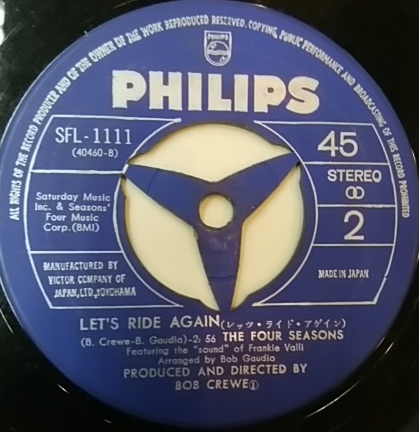 ALL RIGHTS OF THE RECORD PRODUCER AND OF THE OWNER OF THE WORK REPRODUCED RESERVED. COPYING, PUBLIC PERFORMANCE AND BROADCASTING OF THIS RECORD PROHIBITED
PHILIPS
PHILIPS
SFL-1111
(40460-B)
45
STEREO
2
Saturday Music
Inc. & Seasons'
Four Music
Corp.(BMI)
MANUFACTURED BY
VICTOR COMPANY OF
JAPAN,LTD.,YOKOHAMA
MADE IN JAPAN
LET'S RIDE AGAIN(レッツ・ライド・アゲイン)
(B. Crewe-B. Gaudio)-2:56 THE FOUR SEASONS
Featuring the "sound" of Frankie Valli
Arranged by Bob Gaudio
PRODUCED AND DIRECTED BY
BOB CREWE①